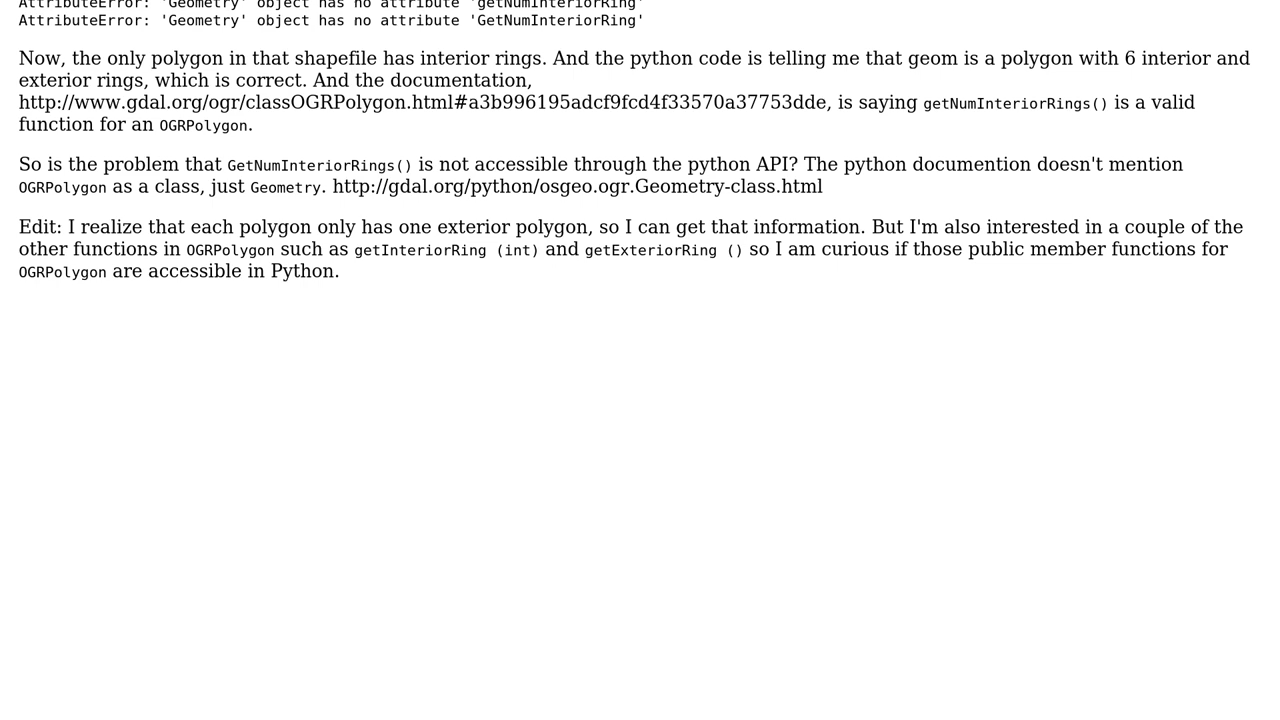 AttributeError: 'Geometry' object has no attribute 'getNumInteriorRing'
AttributeError: 'Geometry' object has no attribute 'GetNumInteriorRing'
Now, the only polygon in that shapefile has interior rings. And the python code is telling me that geom is a polygon with 6 interior and
exterior rings, which is correct. And the documentation,
http://www.gdal.org/ogr/classOGRPolygon.html#a3b996195adcf9fcd4f33570a37753dde, is saying getNumInteriorRings() is a valid
function for an OGRPolygon.
So is the problem that GetNumInteriorRings() is not accessible through the python API? The python documention doesn't mention
OGRPolygon as a class, just Geometry. http://gdal.org/python/osgeo.ogr.Geometry-class.html
Edit: I realize that each polygon only has one exterior polygon, so I can get that information. But I'm also interested in a couple of the
other functions in OGRPolygon such as getInteriorRing (int) and getExteriorRing () so I am curious if those public member functions for
OGRPolygon are accessible in Python.